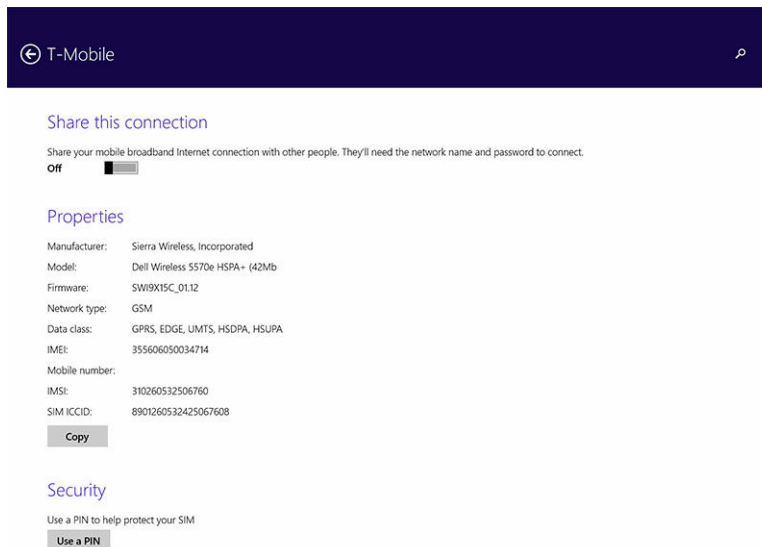 T-Mobile
Share this connection
Share your mobile broadband Internet connection with other people. They'll need the network name and password to connect.
Off
Properties
Manufacturer: Sierra Wireless, Incorporated
Model: Dell Wireless 5570e HSPA+ (42Mb
Firmware: SWI9X15C_01.12
Network type: GSM
Data class: GPRS, EDGE, UMTS, HSDPA, HSUPA
IMEI: 355606050034714
Mobile number:
IMSI: 310260532506760
SIM ICCID: 8901260532425067608
Copy
Security
Use a PIN to help protect your SIM
Use a PIN